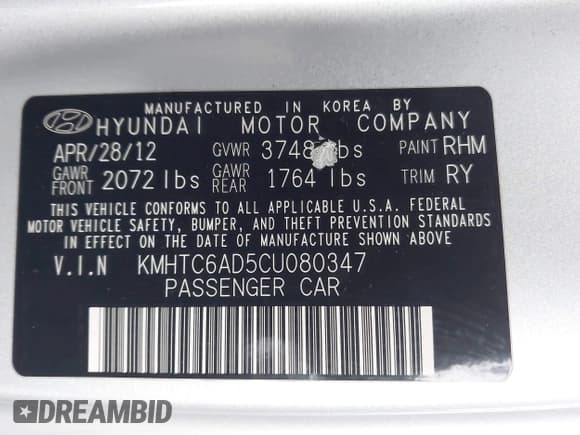 MANUFACTURED IN KOREA BY
HYUNDAI MOTOR COMPANY
APR/28/12 GVWR lbs PAINT RHM
GAWR FRONT 2072 lbs GAWR REAR 1764 lbs TRIM RY
THIS VEHICLE CONFORMS TO ALL APPLICABLE U.S.A. FEDERAL
MOTOR VEHICLE SAFETY, BUMPER, AND THEFT PREVENTION STANDARDS
IN EFFECT ON THE DATE OF MANUFACTURE SHOWN ABOVE.
V.I.N KMHTC6AD5CU080347
PASSENGER CAR
DREAMBID